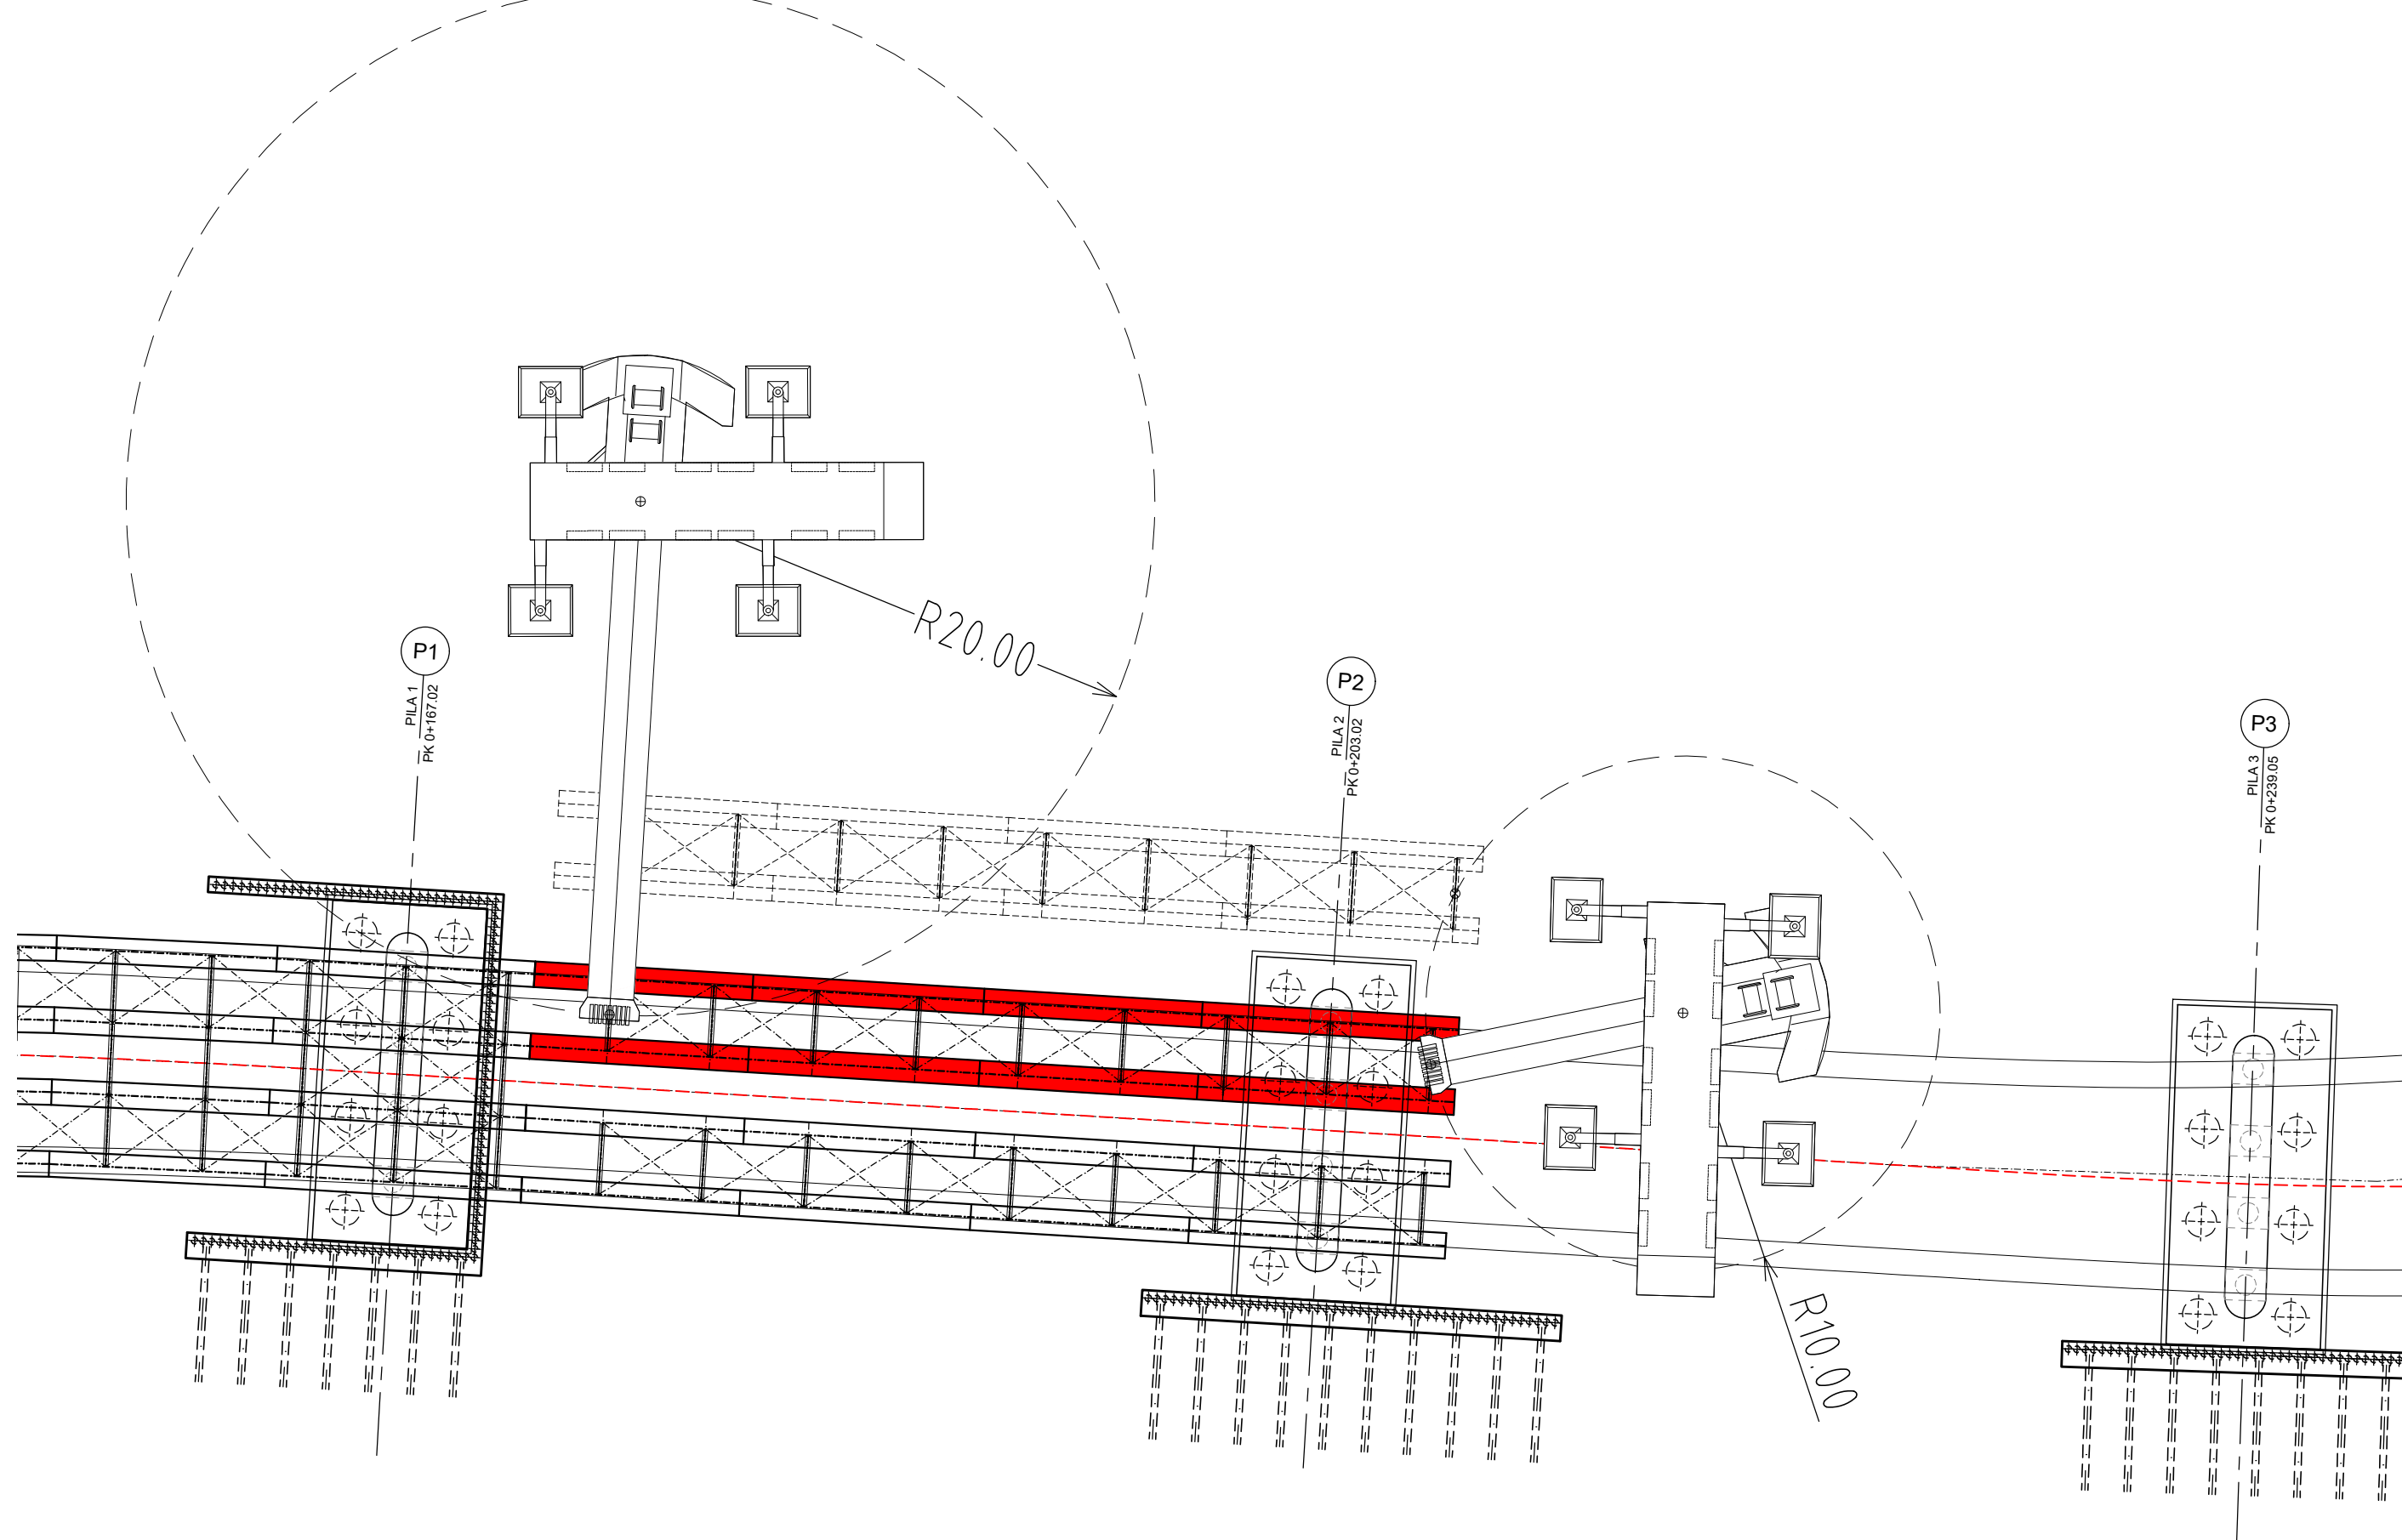 R20.00
P1
PILA 1
PK 0+167.02
P2
PILA 2
PK 0+203.02
P3
PILA 3
PK 0+239.05
R10.00